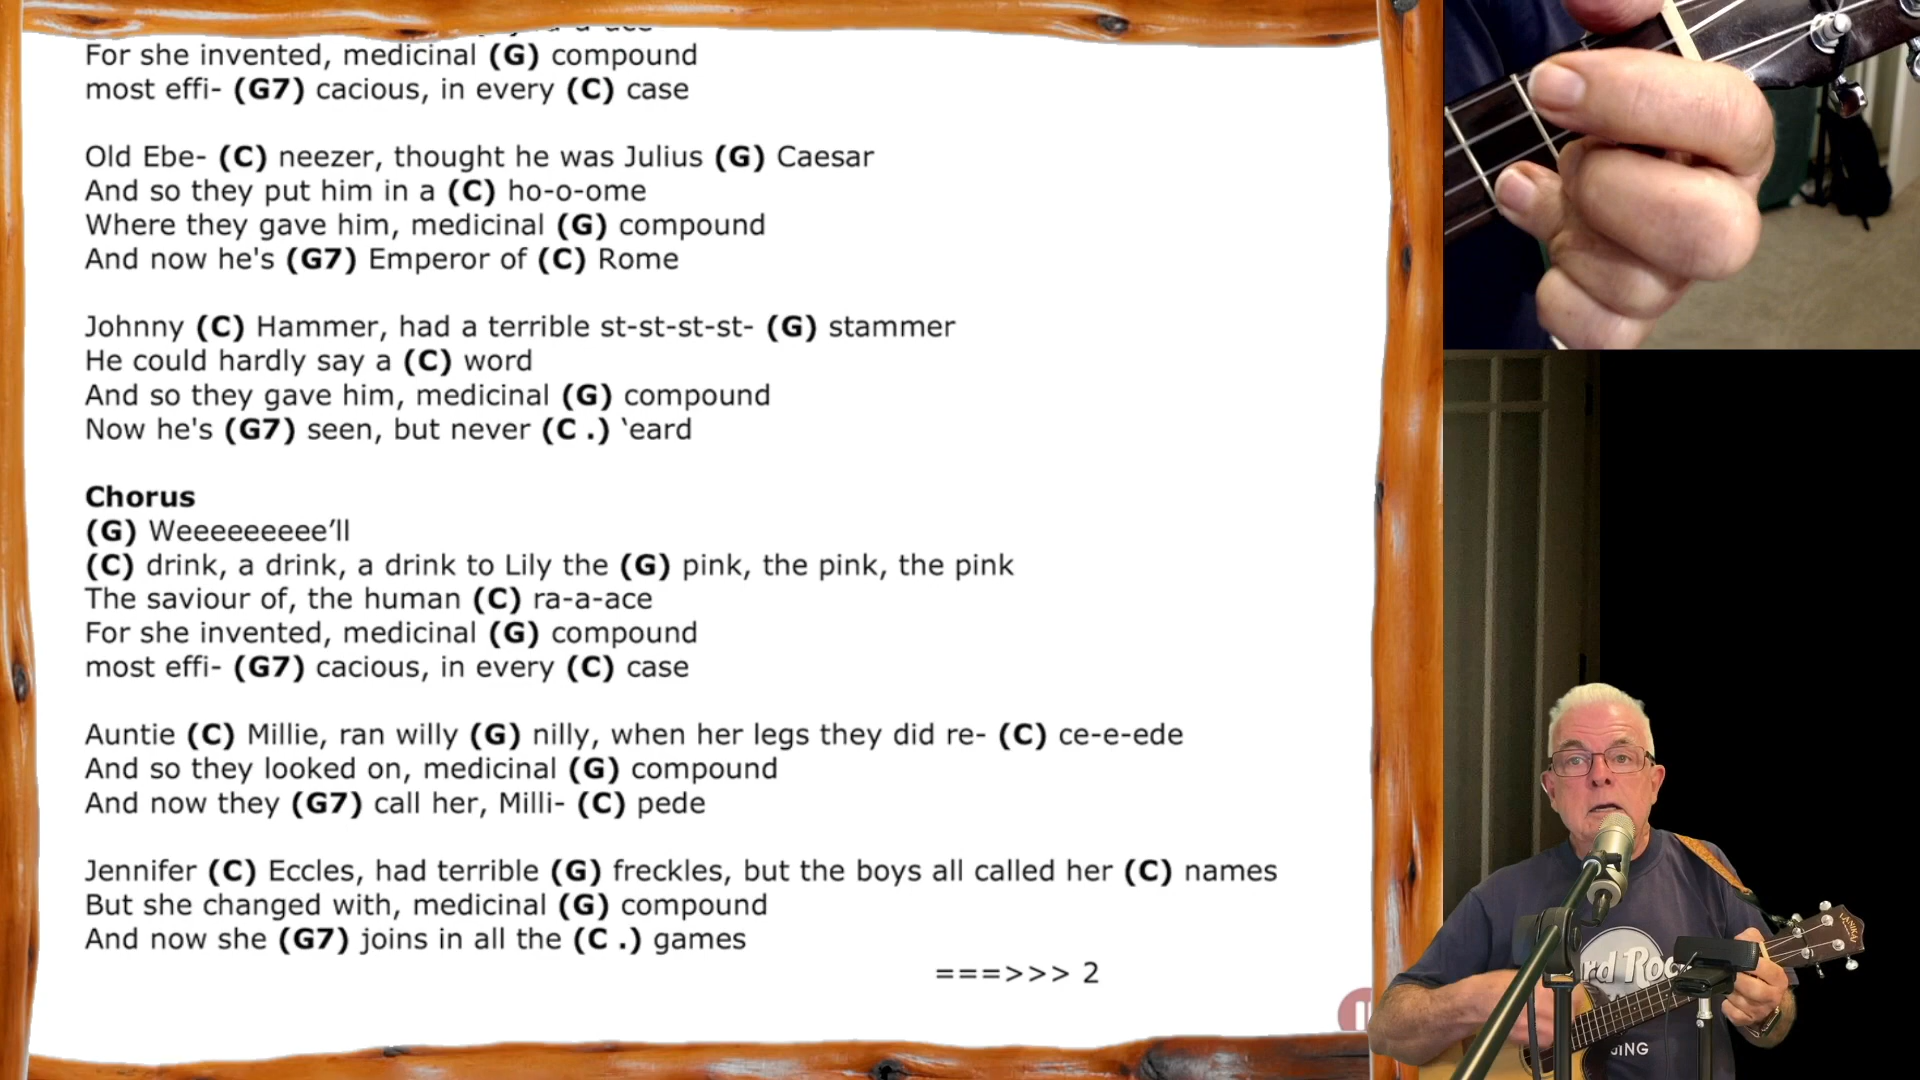 For she invented, medicinal (G) compound
most effi- (G7) cacious, in every (C) case
Old Ebe- (C) neezer, thought he was Julius (G) Caesar
And so they put him in a (C) ho-o-ome
Where they gave him, medicinal (G) compound
And now he's (G7) Emperor of (C) Rome
Johnny (C) Hammer, had a terrible st-st-st-st- (G) stammer
He could hardly say a (C) word
And so they gave him, medicinal (G) compound
Now he's (G7) seen, but never (C .) ‛eard
Chorus
(G) Weeeeeeeee’ll
(C) drink, a drink, a drink to Lily the (G) pink, the pink, the pink
The saviour of, the human (C) ra-a-ace
For she invented, medicinal (G) compound
most effi- (G7) cacious, in every (C) case
Auntie (C) Millie, ran willy (G) nilly, when her legs they did re- (C) ce-e-ede
And so they looked on, medicinal (G) compound
And now they (G7) call her, Milli- (C) pede
Jennifer (C) Eccles, had terrible (G) freckles, but the boys all called her (C) names
But she changed with, medicinal (G) compound
And now she (G7) joins in all the (C .) games
===>>> 2
LANIKAI